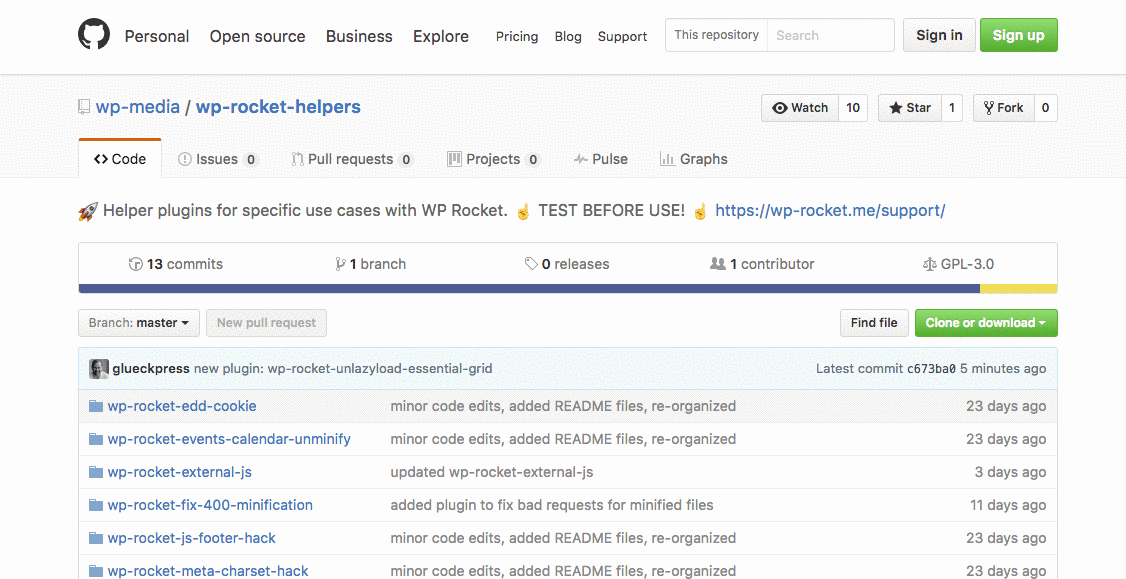 Personal Open source Business Explore Pricing Blog Support This repository Search Sign in Sign up
wp-media / wp-rocket-helpers Watch 10 Star 1 Fork 0
Code Issues 0 Pull requests 0 Projects 0 Pulse Graphs
🚀 Helper plugins for specific use cases with WP Rocket. ☝ TEST BEFORE USE! ☝ https://wp-rocket.me/support/
13 commits 1 branch 0 releases 1 contributor GPL-3.0
Branch: master New pull request Find file Clone or download
glueckpress new plugin: wp-rocket-unlazyload-essential-grid Latest commit c673ba0 5 minutes ago
wp-rocket-edd-cookie minor code edits, added README files, re-organized 23 days ago
wp-rocket-events-calendar-unminify minor code edits, added README files, re-organized 23 days ago
wp-rocket-external-js updated wp-rocket-external-js 3 days ago
wp-rocket-fix-400-minification added plugin to fix bad requests for minified files 11 days ago
wp-rocket-js-footer-hack minor code edits, added README files, re-organized 23 days ago
wp-rocket-meta-charset-hack minor code edits, added README files, re-organized 23 days ago